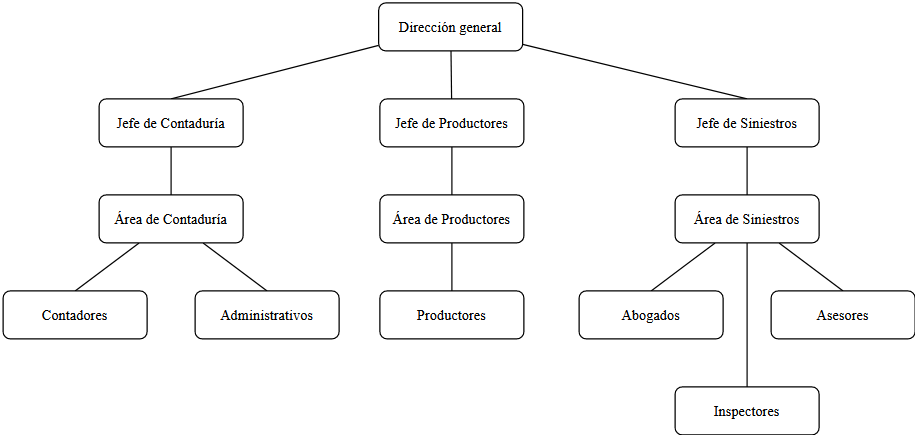 Dirección general
Jefe de Contaduría
Jefe de Productores
Jefe de Siniestros
Área de Contaduría
Área de Productores
Área de Siniestros
Contadores
Administrativos
Productores
Abogados
Asesores
Inspectores